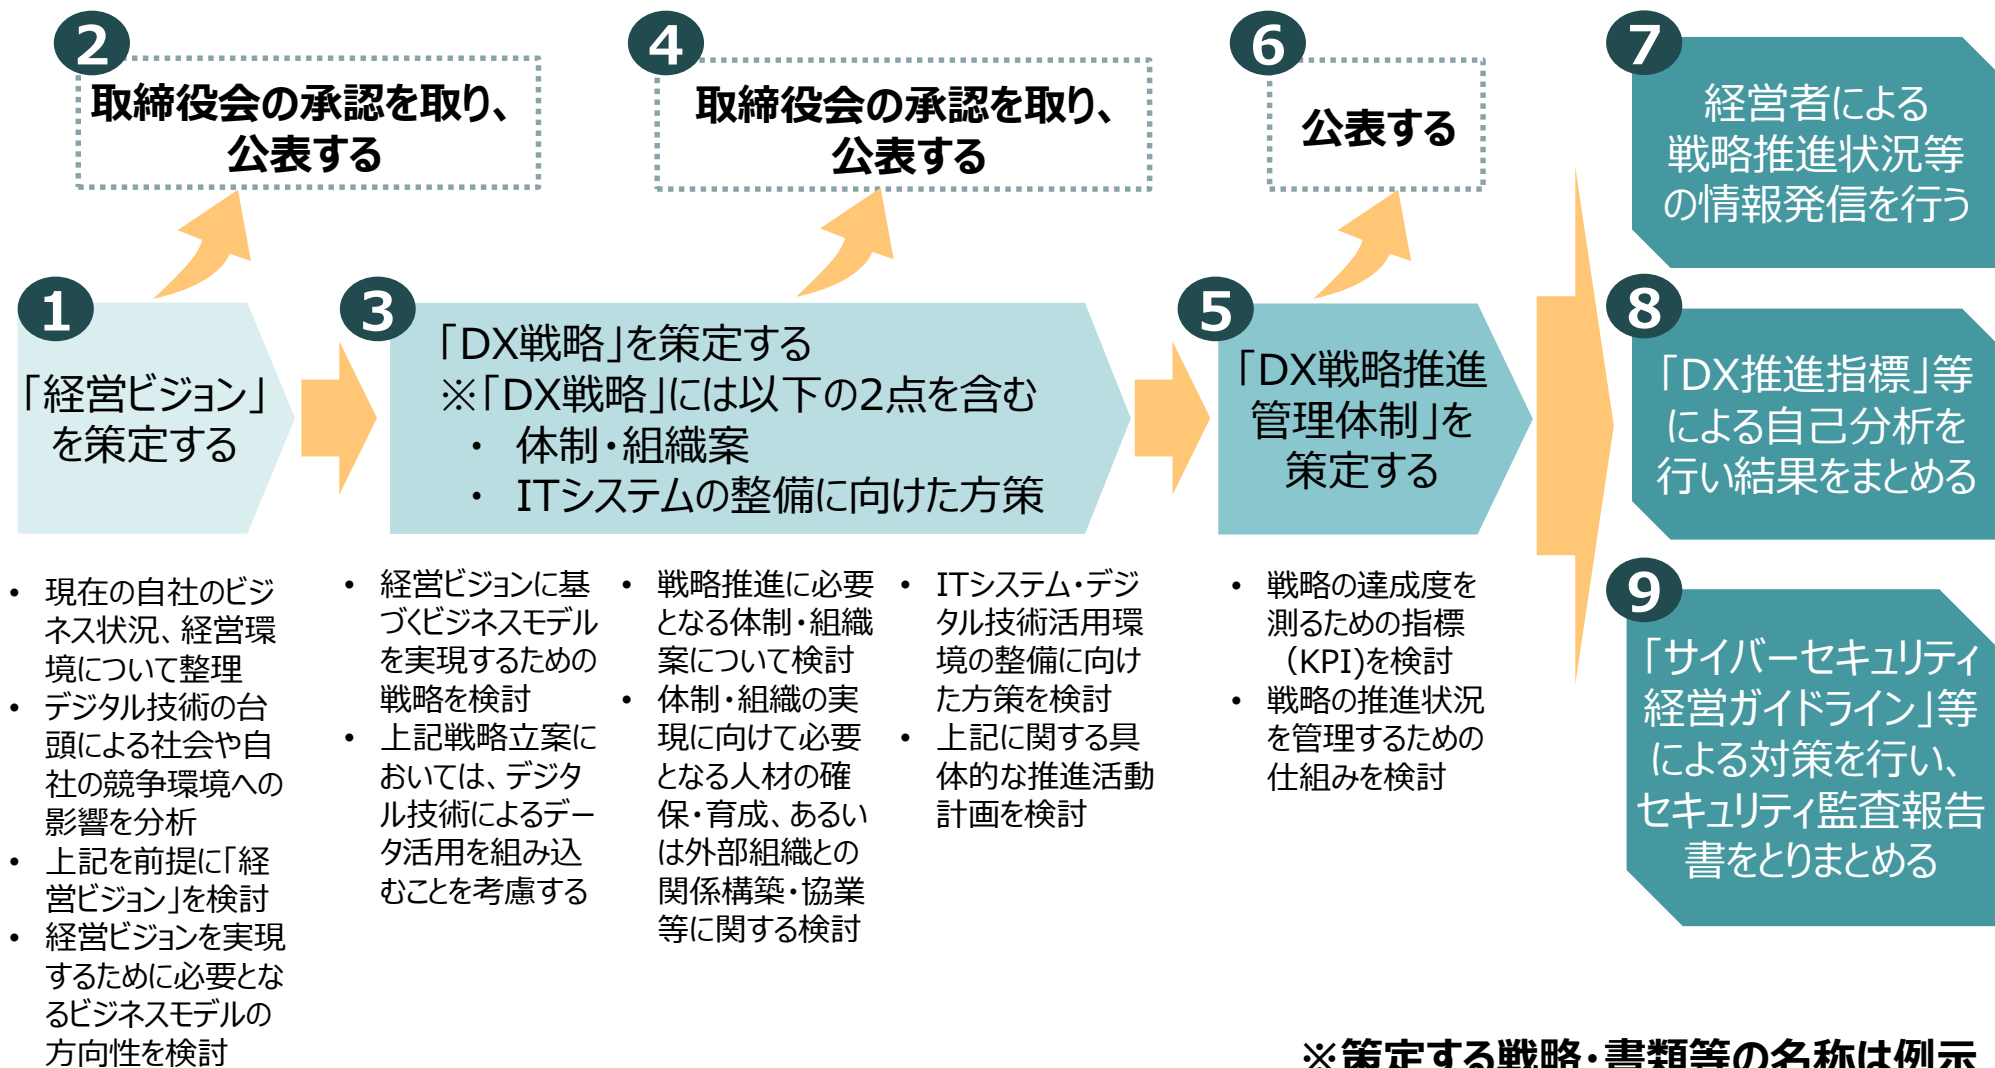 2
取締役会の承認を取り、
公表する
4
取締役会の承認を取り、
公表する
6
公表する
7
経営者による
戦略推進状況等
の情報発信を行う
1
「経営ビジョン」
を策定する
3
「DX戦略」を策定する
※「DX戦略」には以下の2点を含む
・ 体制・組織案
・ ITシステムの整備に向けた方策
5
「DX戦略推進
管理体制」を
策定する
8
「DX推進指標」等
による自己分析を
行い結果をまとめる
9
「サイバーセキュリティ
経営ガイドライン」等
による対策を行い、
セキュリティ監査報告
書をとりまとめる
• 現在の自社のビジ
ネス状況、経営環
境について整理
• デジタル技術の台
頭による社会や自
社の競争環境への
影響を分析
• 上記を前提に「経
営ビジョン」を検討
• 経営ビジョンを実現
するために必要とな
るビジネスモデルの
方向性を検討
• 経営ビジョンに基
づくビジネスモデル
を実現するための
戦略を検討
• 上記戦略立案に
おいては、デジタ
ル技術によるデー
タ活用を組み込
むことを考慮する
• 戦略推進に必要
となる体制・組織
案について検討
• 体制・組織の実
現に向けて必要
となる人材の確
保・育成、あるい
は外部組織との
関係構築・協業
等に関する検討
• ITシステム・デジ
タル技術活用環
境の整備に向け
た方策を検討
• 上記に関する具
体的な推進活動
計画を検討
• 戦略の達成度を
測るための指標
（KPI)を検討
• 戦略の推進状況
を管理するための
仕組みを検討
※策定する戦略・書類等の名称は例示